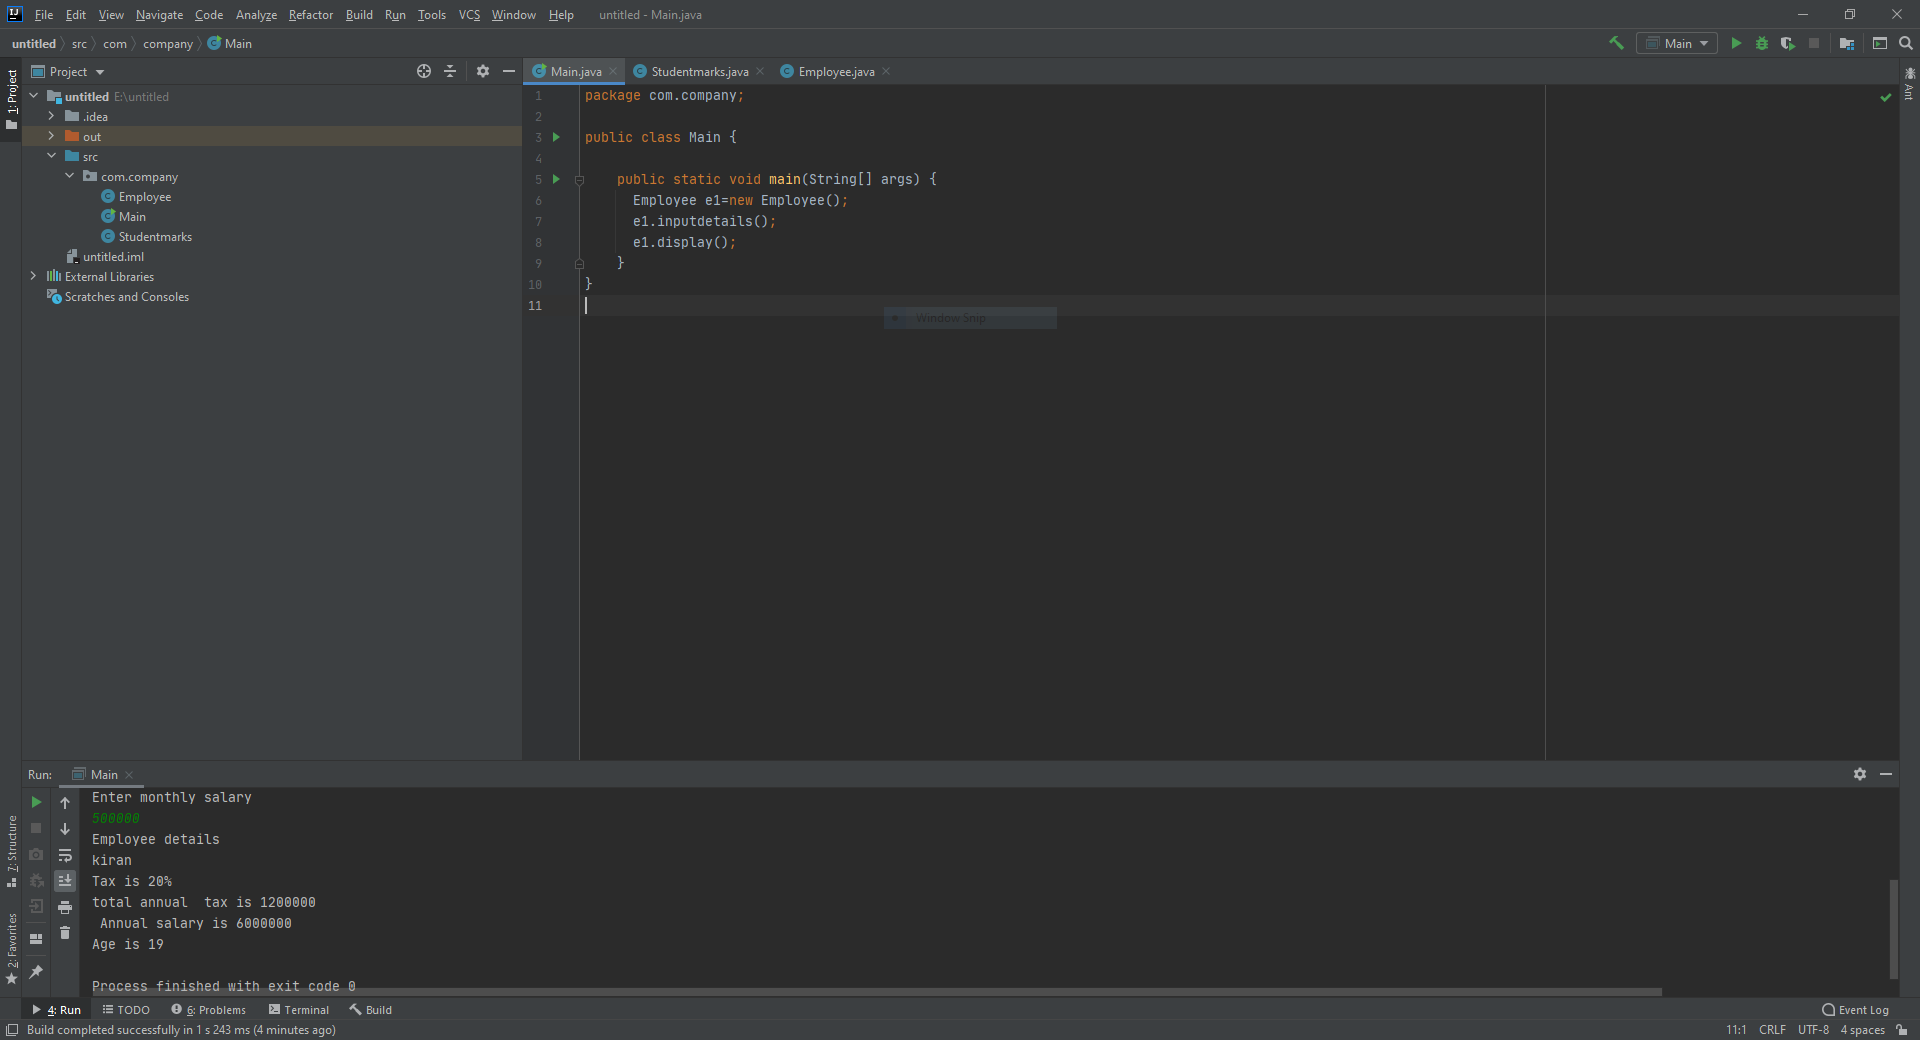 File Edit View Navigate Code Analyze Refactor Build Run Tools VCS Window Help untitled - Main.java
untitled src com company Main
Main
1: Project
Project
untitled E:\untitled
.idea
out
src
com.company
Employee
Main
Studentmarks
untitled.iml
External Libraries
Scratches and Consoles
Main.java Studentmarks.java Employee.java
1 package com.company;
2
3 public class Main {
4
5 public static void main(String[] args) {
6 Employee e1=new Employee();
7 e1.inputdetails();
8 e1.display();
9 }
10 }
11
Window Snip
Ant
Run: Main
Enter monthly salary
500000
Employee details
kiran
Tax is 20%
total annual  tax is 1200000
 Annual salary is 6000000
Age is 19
Process finished with exit code 0
7: Structure
2: Favorites
4: Run TODO 6: Problems Terminal Build Event Log
Build completed successfully in 1 s 243 ms (4 minutes ago) 11:1 CRLF UTF-8 4 spaces